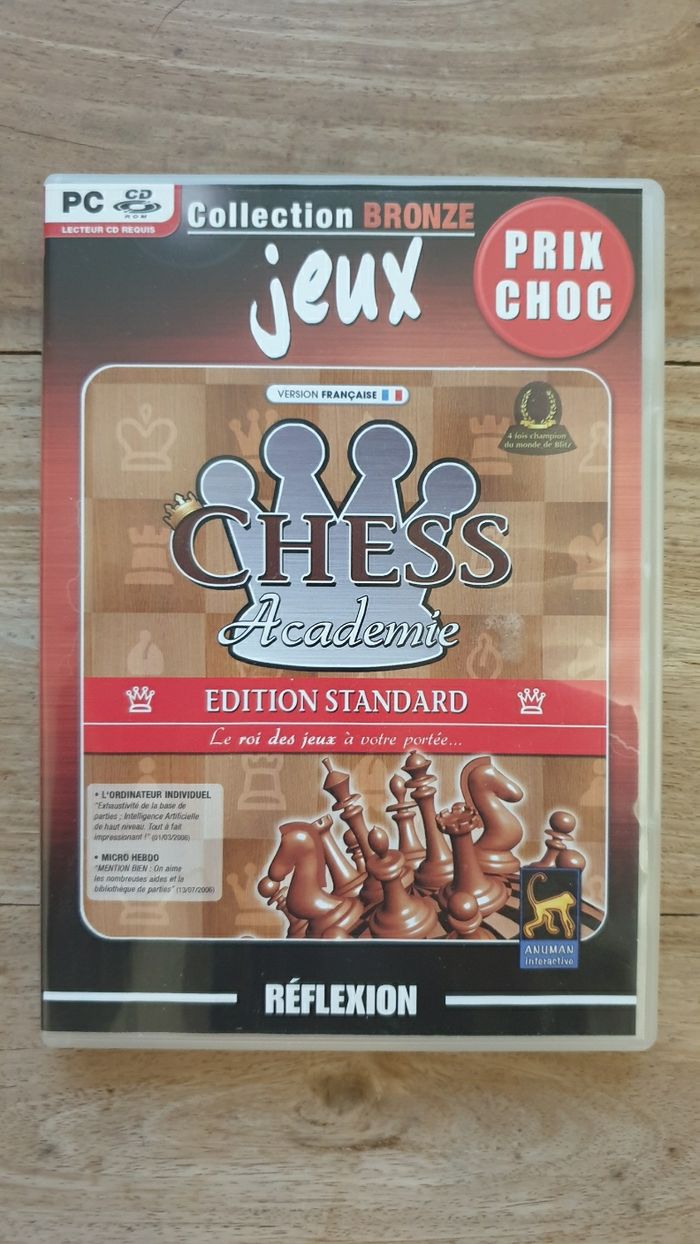 PC CD
ROM
LECTEUR CD REQUIS
Collection BRONZE
jeux
PRIX
CHOC
VERSION FRANÇAISE
4 fois champion
du monde de Blitz
CHESS
Academie
EDITION STANDARD
Le roi des jeux à votre portée...
• L'ORDINATEUR INDIVIDUEL
"Exhaustivité de la base de
parties ; Intelligence Artificielle
de haut niveau. Tout à fait
impressionant !" (01/03/2006)
• MICRO HEBDO
"MENTION BIEN : On aime
les nombreuses aides et la
bibliothèque de parties" (13/07/2006)
ANUMAN
interactive
RÉFLEXION